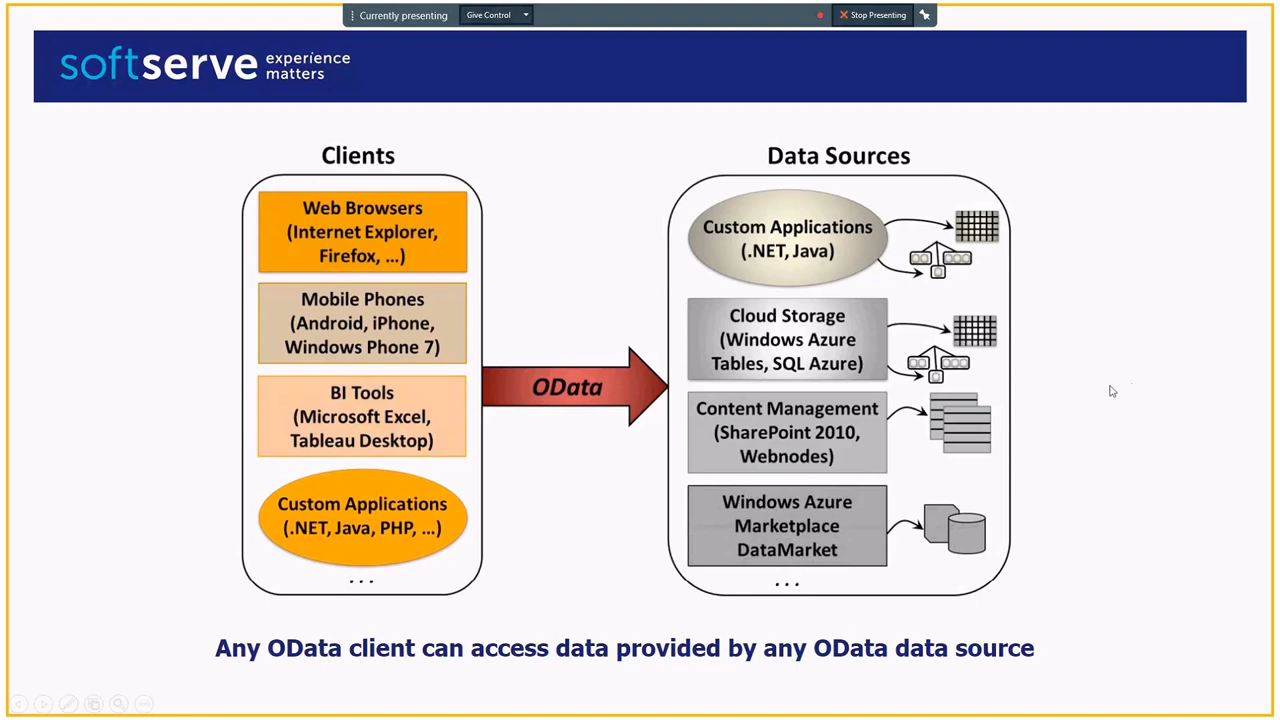 Currently presenting
Give Control
Stop Presenting
softserve
experience
matters
Clients
Web Browsers
(Internet Explorer,
Firefox, ...)
Mobile Phones
(Android, iPhone,
Windows Phone 7)
BI Tools
(Microsoft Excel,
Tableau Desktop)
Custom Applications
(.NET, Java, PHP, ...)
...
OData
Data Sources
Custom Applications
(.NET, Java)
Cloud Storage
(Windows Azure
Tables, SQL Azure)
Content Management
(SharePoint 2010,
Webnodes)
Windows Azure
Marketplace
DataMarket
...
Any OData client can access data provided by any OData data source